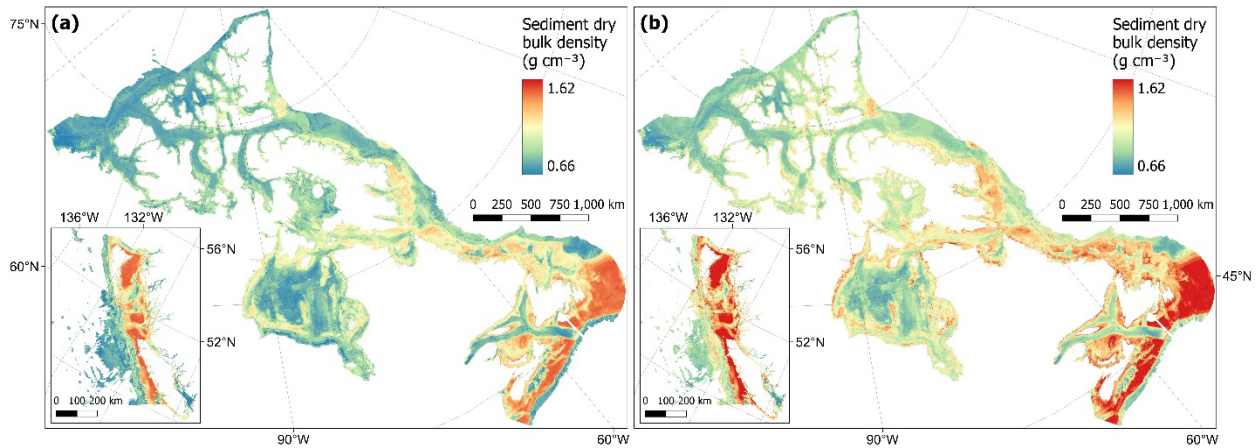 75°N
(a)
Sediment dry
bulk density
(g cm⁻³)
1.62
0.66
0 250 500 750 1,000 km
136°W
132°W
56°N
52°N
60°N
0 100 200 km
90°W
60°W
(b)
Sediment dry
bulk density
(g cm⁻³)
1.62
0.66
0 250 500 750 1,000 km
136°W
132°W
56°N
52°N
45°N
0 100 200 km
90°W
60°W